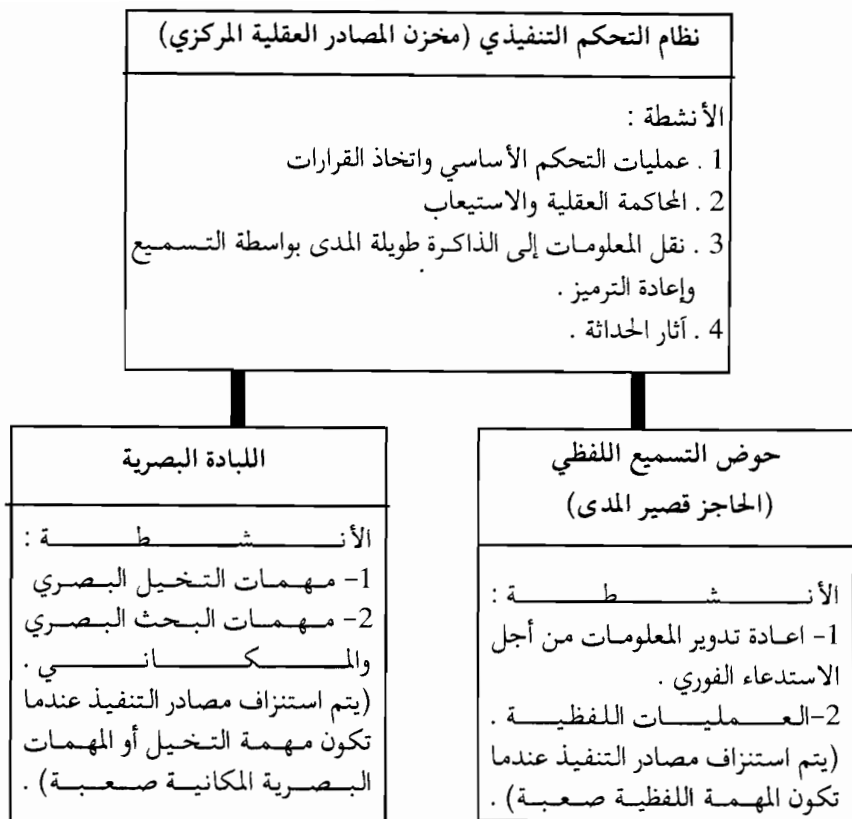 نظام التحكم التنفيذي (مخزن المصادر العقلية المركزي)
الأنشطة :
1 . عمليات التحكم الأساسي واتخاذ القرارات
2 . المحاكمة العقلية والاستيعاب
3 . نقل المعلومات إلى الذاكرة طويلة المدى بواسطة التسميع
وإعادة الترميز .
4 . آثار الحداثة .
حوض التسميع اللفظي
(الحاجز قصير المدى)
الأنشطة :
1- اعادة تدوير المعلومات من أجل
الاستدعاء الفوري .
2-العمليات اللفظية .
(يتم استنزاف مصادر التنفيذ عندما
تكون المهمة اللفظية صعبة) .
اللبادة البصرية
الأنشطة :
1- مهمات التخيل البصري
2- مهمات البحث البصري
والمكاني .
(يتم استنزاف مصادر التنفيذ عندما
تكون مهمة التخيل أو المهمات
البصرية المكانية صعبة) .